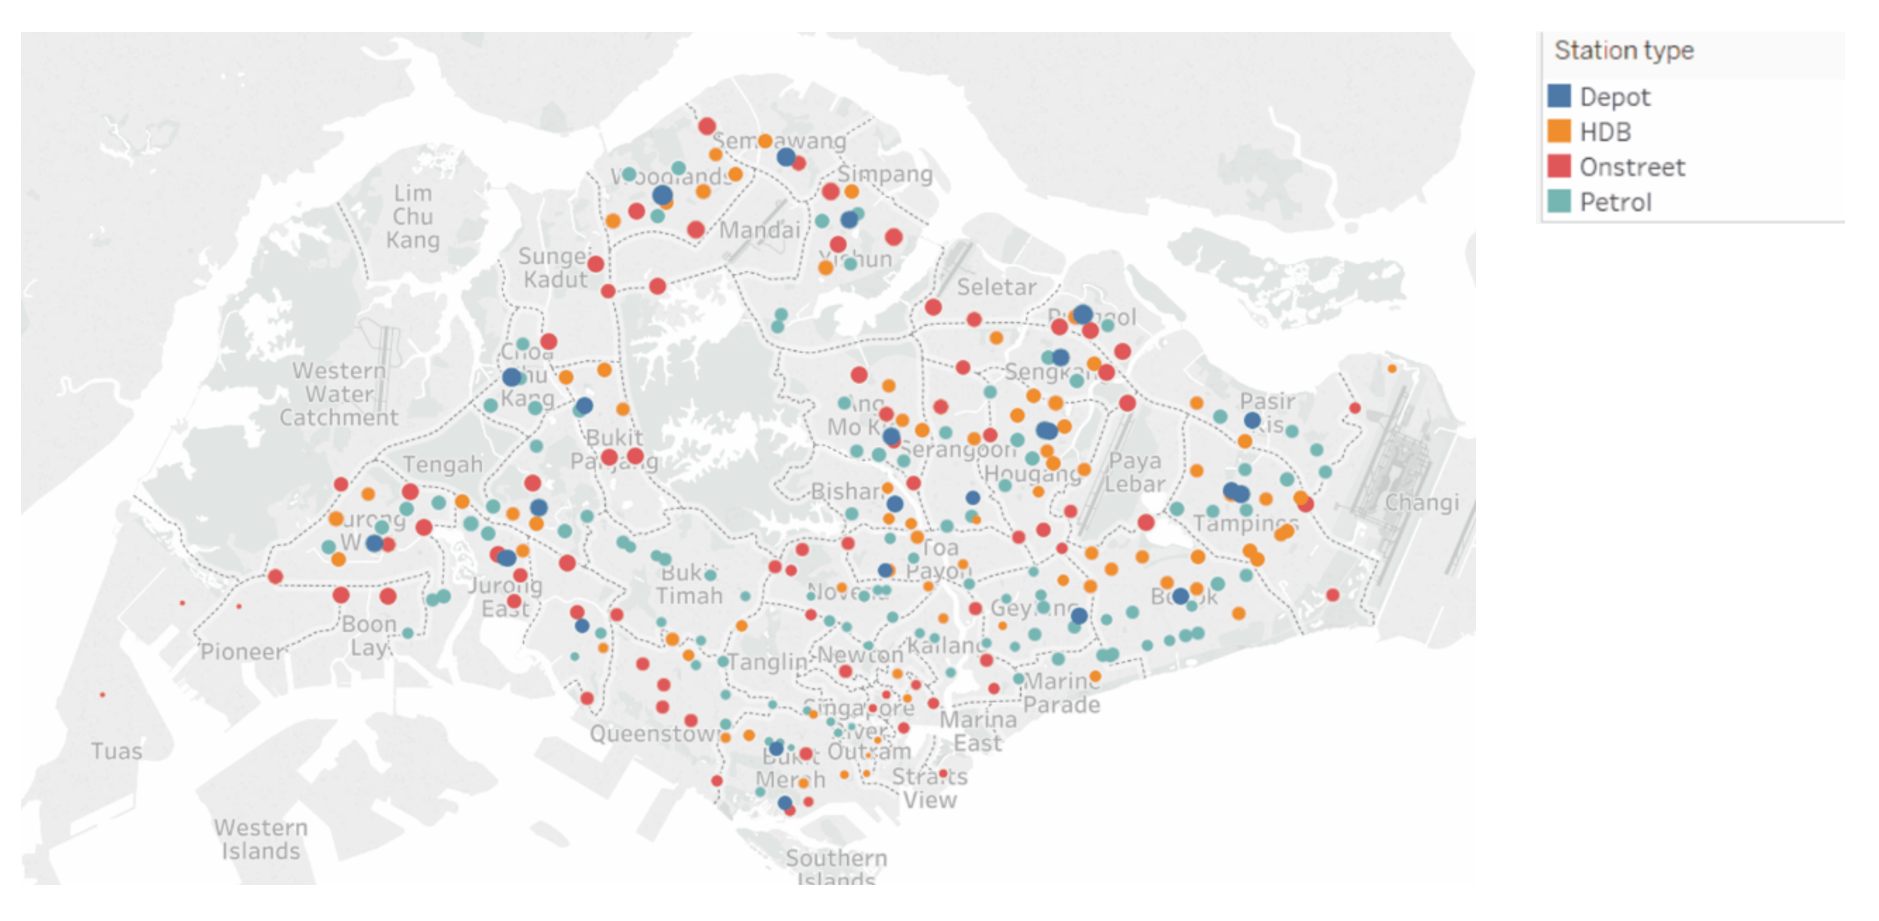 Station type
Depot
HDB
Onstreet
Petrol
Sembawang
Woodlands
Simpang
Lim
Chu
Kang
Mandai
Sungei
Kadut
Yishun
Seletar
Punggol
Choa
Chu
Kang
Western
Water
Catchment
Sengkang
Pasir
Ris
Ang
Mo Kio
Bukit
Panjang
Serangoon
Hougang
Paya
Lebar
Tengah
Bishan
Changi
Jurong
West
Tampines
Toa
Payoh
Bukit
Timah
Jurong
East
Novena
Geylang
Bedok
Boon
Lay
Pioneer
Tanglin
Newton
Kallang
Marine
Parade
Singapore
River
Marina
East
Queenstown
Tuas
Bukit
Merah
Outram
Straits
View
Western
Islands
Southern
Islands